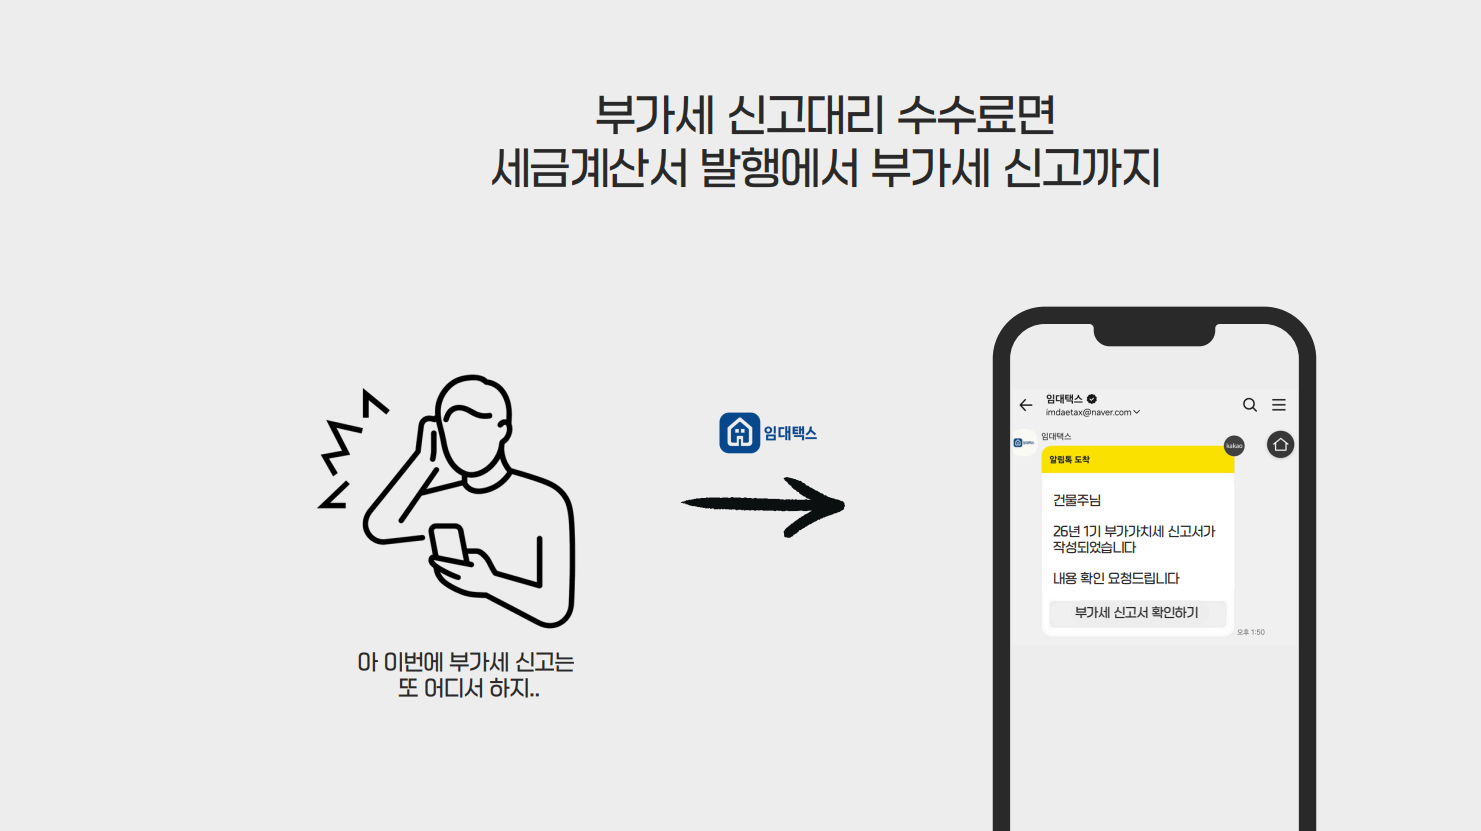 부가세 신고대리 수수료면
세금계산서 발행에서 부가세 신고까지
임대택스
아 이번에 부가세 신고는
또 어디서 하지..
임대택스
imdaetax@naver.com
임대택스
kakao
알림톡 도착
건물주님
26년 1기 부가가치세 신고서가
작성되었습니다
내용 확인 요청드립니다
부가세 신고서 확인하기
오후 1:50